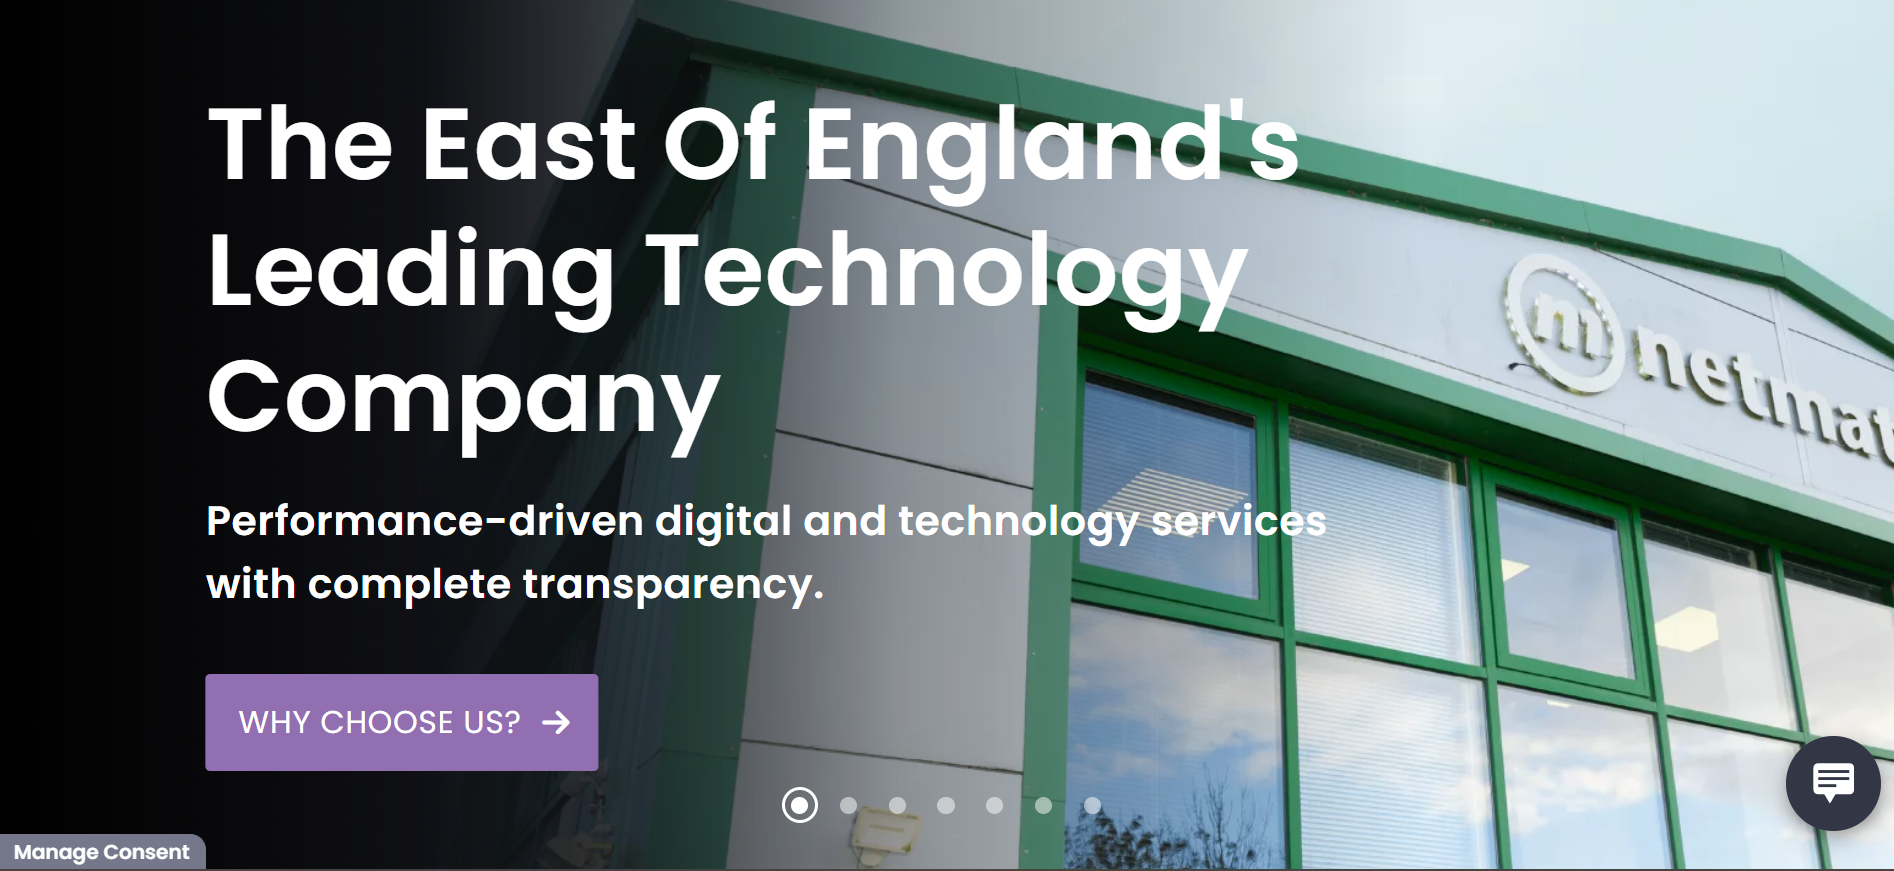 The East Of England's
Leading Technology
Company
m netmat
Performance-driven digital and technology services
with complete transparency.
WHY CHOOSE US?
Manage Consent